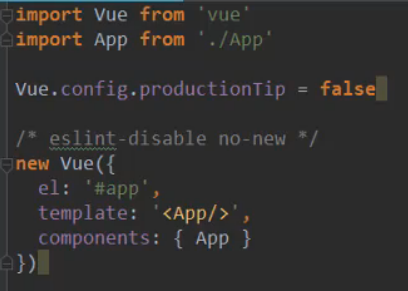 import Vue from 'vue'
import App from './App'
Vue.config.productionTip = false
/* eslint-disable no-new */
new Vue({
  el: '#app',
  template: '<App/>',
  components: { App }
})